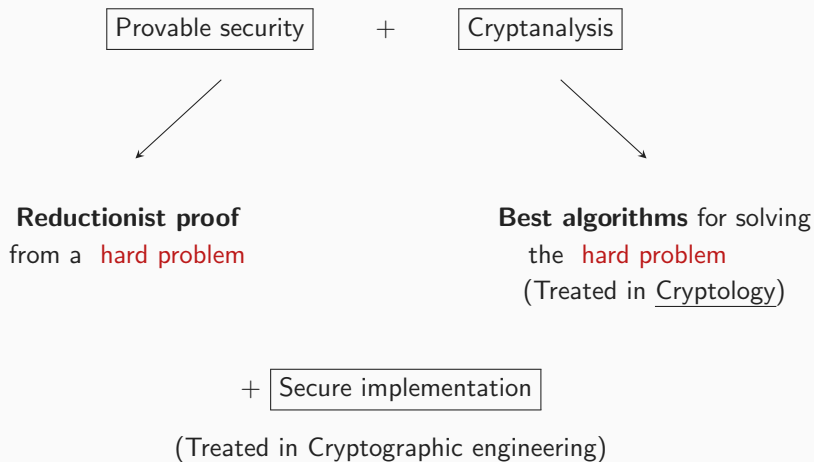 Provable security + Cryptanalysis
Reductionist proof
from a hard problem
Best algorithms for solving
the hard problem
(Treated in Cryptology)
+ Secure implementation
(Treated in Cryptographic engineering)